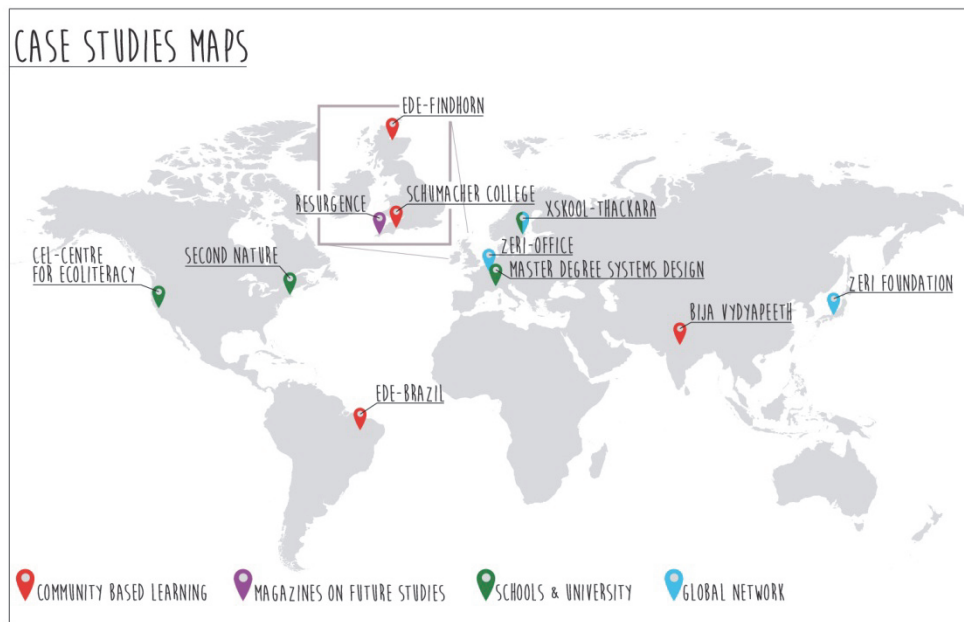 CASE STUDIES MAPS
EDE-FINDHORN
SCHUMACHER COLLEGE
RESURGENCE
XSKOOL-THACKARA
CEL-CENTRE
FOR ECOLITERACY
SECOND NATURE
ZERI-OFFICE
MASTER DEGREE SYSTEMS DESIGN
ZERI FOUNDATION
BIJA VYDYAPEETH
EDE-BRAZIL
COMMUNITY BASED LEARNING
MAGAZINES ON FUTURE STUDIES
SCHOOLS & UNIVERSITY
GLOBAL NETWORK